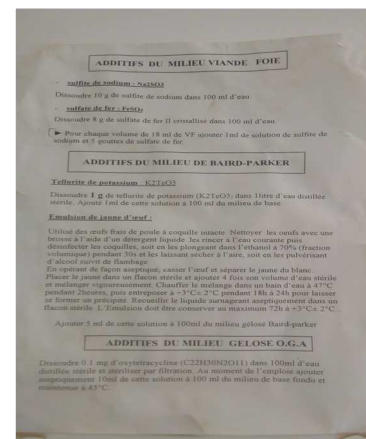 ADDITIFS DU MILIEU VIANDE FOIE
- sulfite de sodium : Na2SO3
Dissoudre 10 g de sulfite de sodium dans 100 ml d'eau
- sulfate de fer : FeSO4
Dissoudre 8 g de sulfate de fer II cristallisé dans 100 ml d'eau.
► Pour chaque volume de 18 ml de VF ajouter 1ml de solution de sulfite de
sodium et 5 gouttes de sulfate de fer
ADDITIFS DU MILIEU DE BAIRD-PARKER
Tellurite de potassium : K2TeO3
Dissoudre 1 g de tellurite de potassium (K2TeO3) dans 1litre d'eau distillée
stérile. Ajoute 1ml de cette solution à 100 ml du milieu de base
Emulsion de jaune d'œuf :
Utilisé des œufs frais de poule à coquille intacte Nettoyer les oeufs avec une
brosse à l'aide d'un détergent liquide les rincer à l'eau courante puis
désinfecter les coquilles, soit en les plongeant dans l'éthanol à 70% (fraction
volumique) pendant 30s et les laissant sécher à l'aire, soit en les pulvérisant
d'alcool suivit de flambage
En opérant de façon aseptique, casser l'œuf et séparer le jaune du blanc.
Placer le jaune dans un flacon stérile et ajouter 4 fois son volume d'eau stérile
et mélanger vigoureusement. Chauffer le mélange dans un bain d'eau à 47°C
pendant 2heures, puis entreposer à +3°C± 2°C pendant 18h à 24h pour laisser
se former un précipité. Recueillir le liquide surnageant aseptiquement dans un
flacon stérile. L'Emulsion doit être conserver au maximum 72h à +3°C± 2°C
Ajouter 5 ml de cette solution à 100ml du milieu gélose Baird-parker
ADDITIFS DU MILIEU GELOSE O.G.A
Dissoudre 0.1 mg d'oxytetracycline (C22H30N2O11) dans 100ml d'eau
distillée stérile et stériliser par filtration. Au moment de l'emploie ajouter
aseptiquement 10ml de cette solution à 100 ml du milieu de base fondu et
maintenue à 45°C.